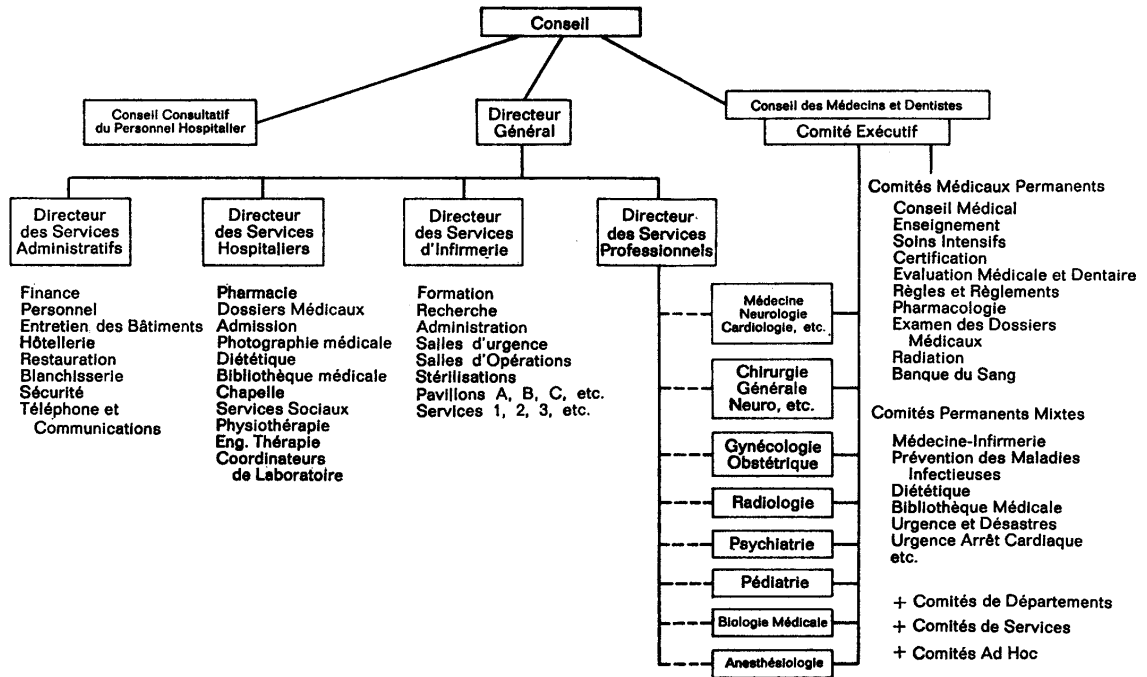 Conseil
Conseil Consultatif
du Personnel Hospitalier
Directeur
Général
Conseil des Médecins et Dentistes
Comité Exécutif
Directeur
des Services
Administratifs
Directeur
des Services
Hospitaliers
Directeur
des Services
d'Infirmerie
Directeur
des Services
Professionnels
Finance
Personnel
Entretien des Bâtiments
Hôtellerie
Restauration
Blanchisserie
Sécurité
Téléphone et
Communications
Pharmacie
Dossiers Médicaux
Admission
Photographie médicale
Diététique
Bibliothèque médicale
Chapelle
Services Sociaux
Physiothérapie
Eng. Thérapie
Coordinateurs
de Laboratoire
Formation
Recherche
Administration
Salles d'urgence
Salles d'Opérations
Stérilisations
Pavillons A, B, C, etc.
Services 1, 2, 3, etc.
Médecine
Neurologie
Cardiologie, etc.
Chirurgie
Générale
Neuro, etc.
Gynécologie
Obstétrique
Radiologie
Psychiatrie
Pédiatrie
Biologie Médicale
Anesthésiologie
Comités Médicaux Permanents
Conseil Médical
Enseignement
Soins Intensifs
Certification
Evaluation Médicale et Dentaire
Règles et Règlements
Pharmacologie
Examen des Dossiers
Médicaux
Radiation
Banque du Sang
Comités Permanents Mixtes
Médecine-Infirmerie
Prévention des Maladies
Infectieuses
Diététique
Bibliothèque Médicale
Urgence et Désastres
Urgence Arrêt Cardiaque
etc.
+ Comités de Départements
+ Comités de Services
+ Comités Ad Hoc